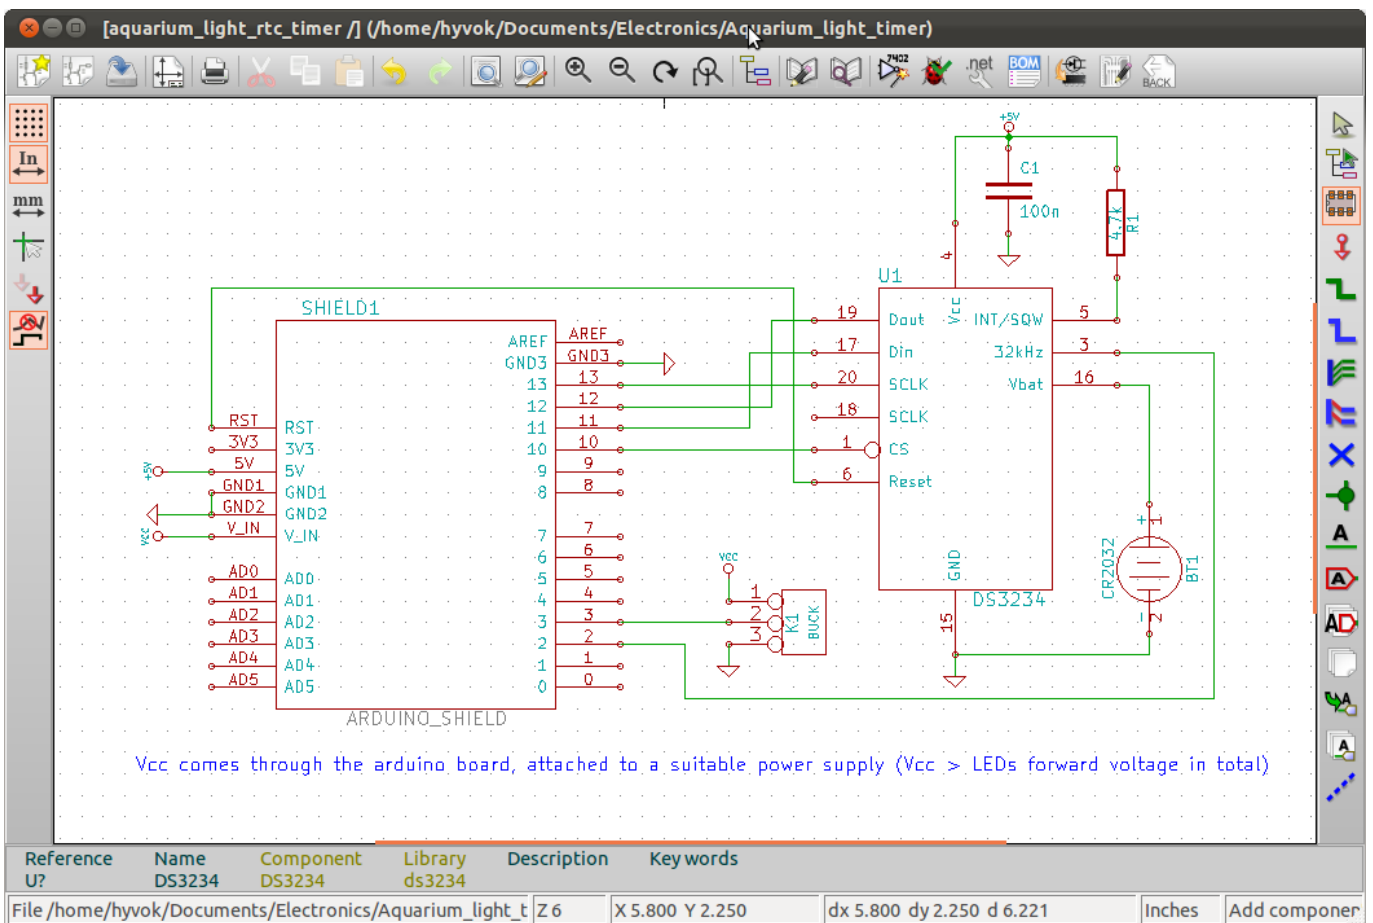 [aquarium_light_rtc_timer /] (/home/hyvok/Documents/Electronics/Aquarium_light_timer)
7402
.net
BOM
BACK
In
mm
+5V
C1
100n
4.7k
R1
4
U1
SHIELD1
Vcc
19 Dout
INT/SQW 5
17 Din
32kHz 3
20 SCLK
Vbat 16
18 SCLK
1 CS
6 Reset
GND
15
DS3234
AREF AREF
GND3 GND3
13 13
12 12
11 11
10 10
9 9
8 8
7 7
6 6
5 5
4 4
3 3
2 2
1 1
0 0
RST RST
3V3 3V3
+5V
5V 5V
GND1 GND1
GND2 GND2
Vcc
V_IN V_IN
AD0 AD0
AD1 AD1
AD2 AD2
AD3 AD3
AD4 AD4
AD5 AD5
ARDUINO_SHIELD
Vcc
1
2
3
K1
BUCK
CR2032
+ 1
BT1
- 2
Vcc comes through the arduino board, attached to a suitable power supply (Vcc > LEDs forward voltage in total)
A
A
AD
A
A
Reference Name Component Library Description Key words
U? DS3234 DS3234 ds3234
File /home/hyvok/Documents/Electronics/Aquarium_light_t Z 6 X 5.800 Y 2.250 dx 5.800 dy 2.250 d 6.221 Inches Add componer